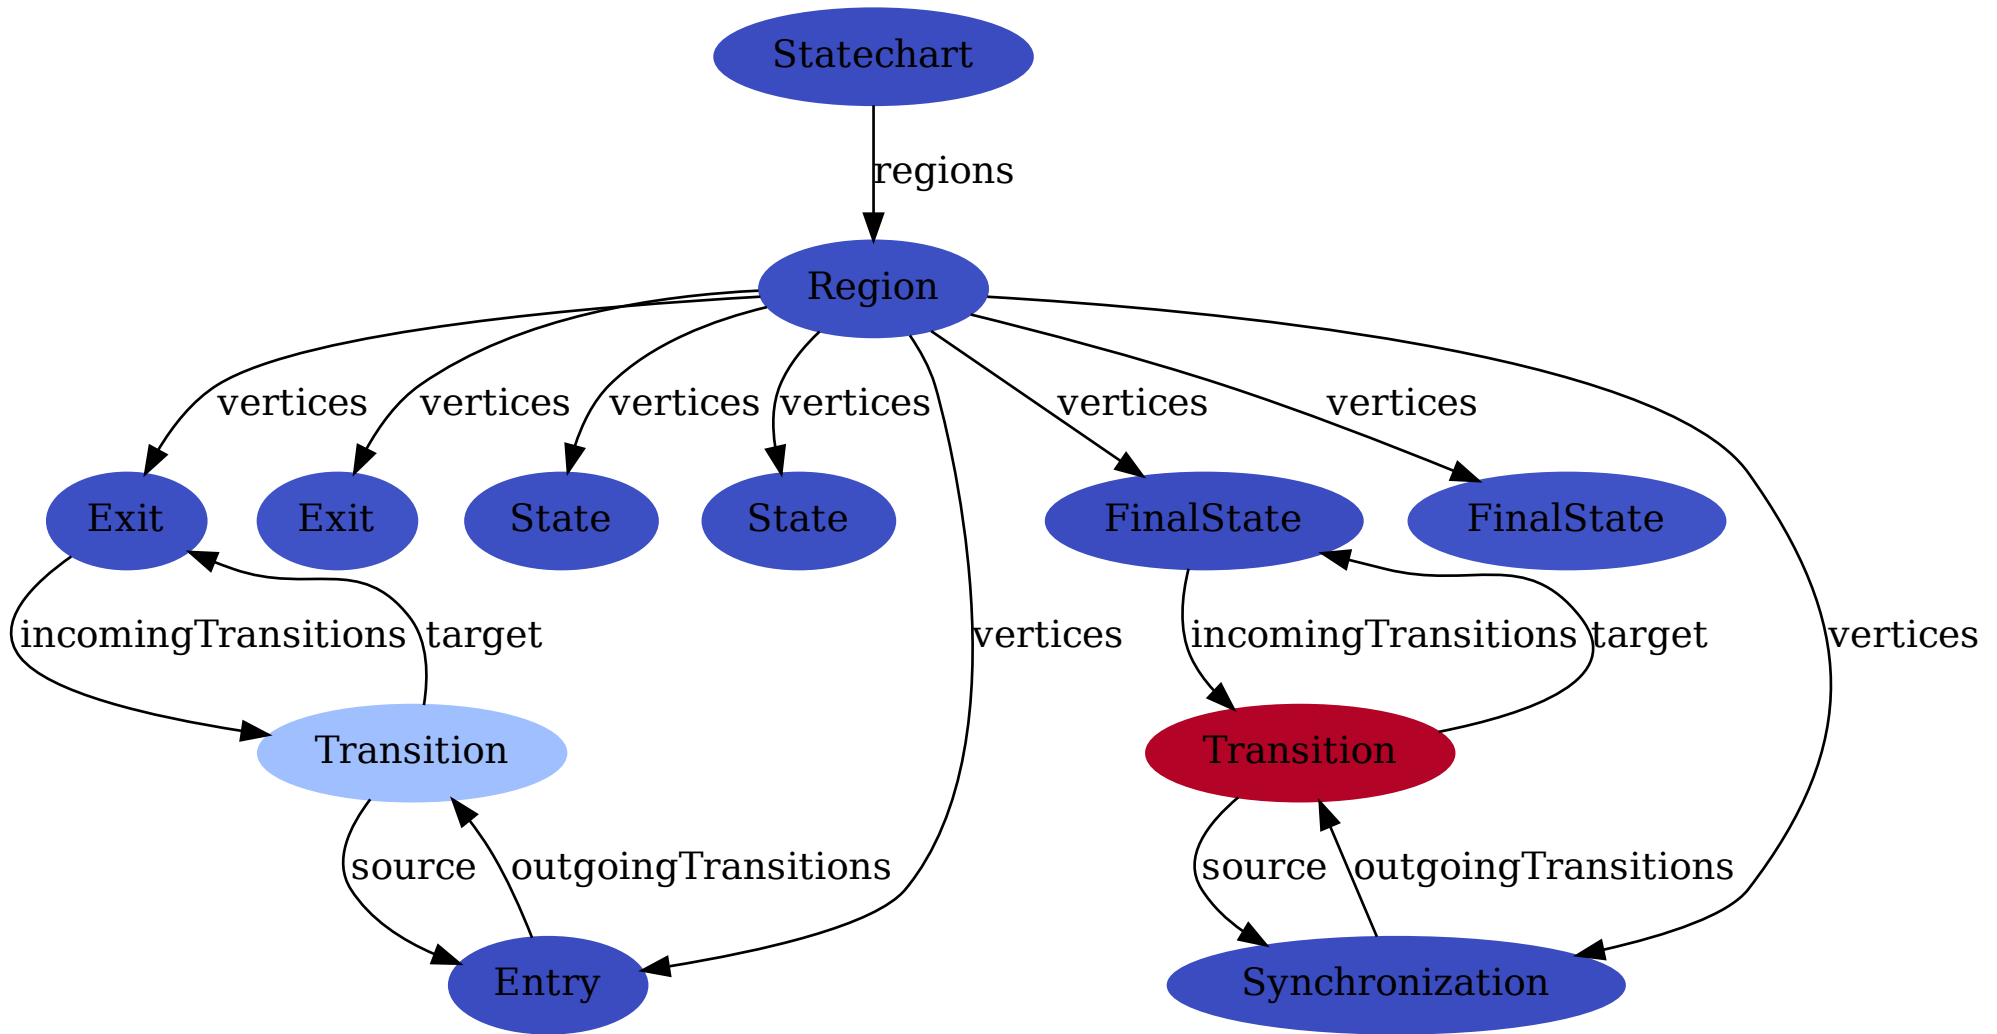 Statechart
regions
Region
vertices
vertices
vertices
vertices
vertices
vertices
Exit
Exit
State
State
FinalState
FinalState
incomingTransitions
target
vertices
incomingTransitions
target
vertices
Transition
Transition
source
outgoingTransitions
source
outgoingTransitions
Entry
Synchronization